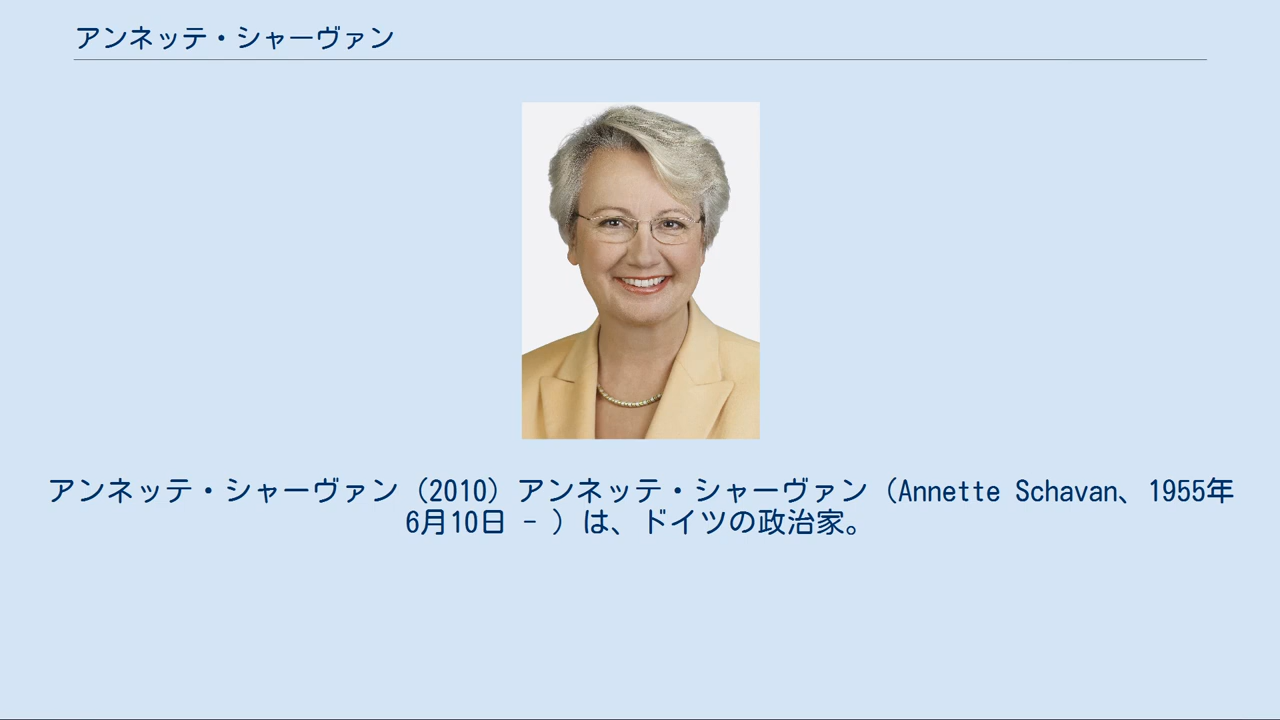 アンネッテ・シャーヴァン
アンネッテ・シャーヴァン（2010）アンネッテ・シャーヴァン（Annette Schavan、1955年
6月10日 - ）は、ドイツの政治家。